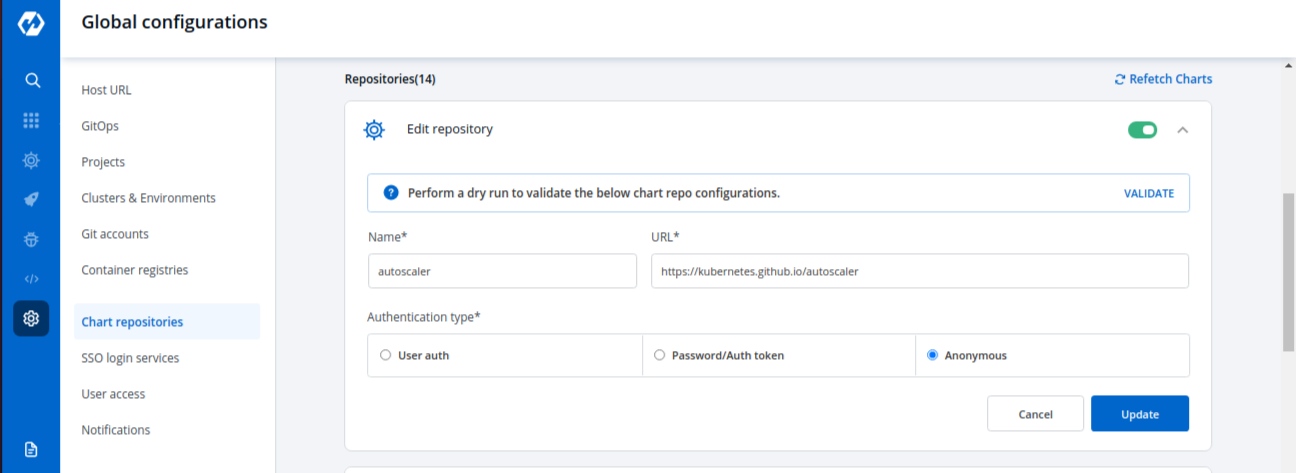 Global configurations
Host URL
GitOps
Projects
Clusters & Environments
Git accounts
Container registries
Chart repositories
SSO login services
User access
Notifications
Repositories(14)
Refetch Charts
Edit repository
Perform a dry run to validate the below chart repo configurations.
VALIDATE
Name*
URL*
autoscaler
https://kubernetes.github.io/autoscaler
Authentication type*
User auth
Password/Auth token
Anonymous
Cancel
Update